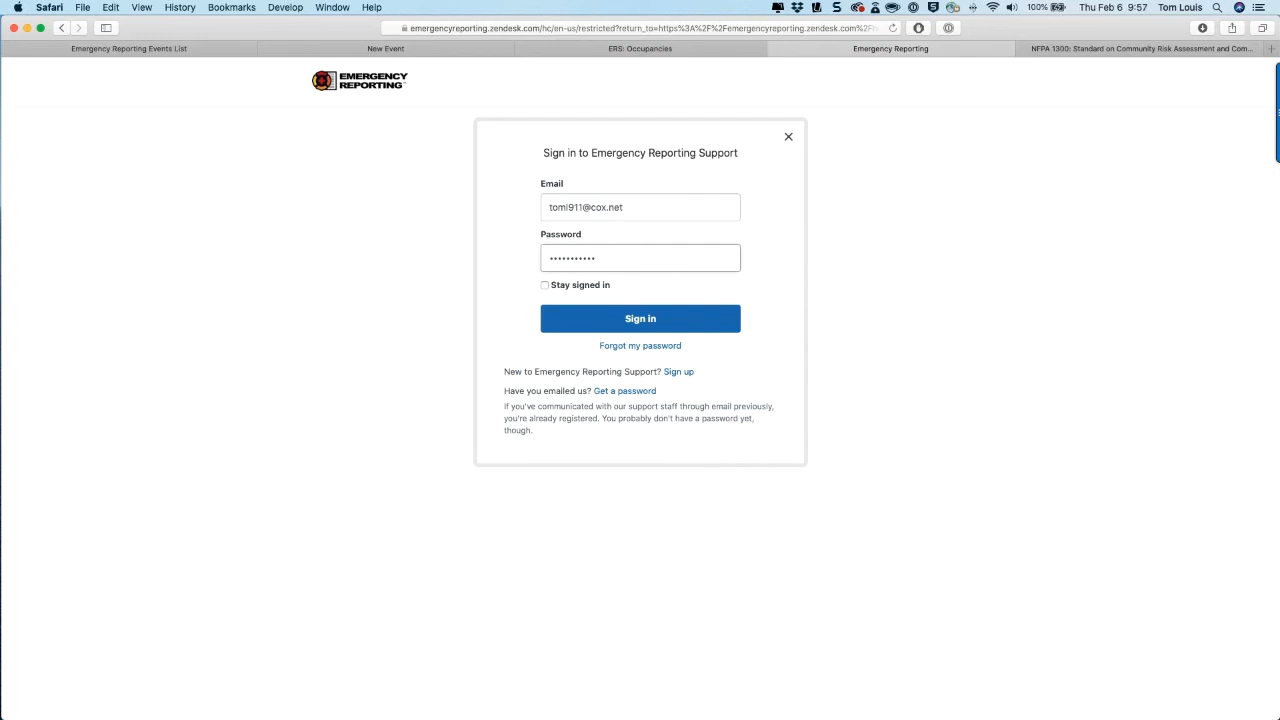 Safari File Edit View History Bookmarks Develop Window Help 100% Wed Oct 6 9:06 PM Tom Louis
emergencyreporting.zendesk.com/hc/en-us/restricted?return_to=https%3A%2F%2Femergencyreporting.zendesk.com%2F
Emergency Reporting Events List New Event ERS: Occupancies Emergency Reporting NFPA 1300: Standard on Community Risk Assessment and Com...
EMERGENCY
REPORTING
Sign in to Emergency Reporting Support
Email
tomi911@cox.net
Password
Stay signed in
Sign in
Forgot my password
New to Emergency Reporting Support? Sign up
Have you emailed us? Get a password
If you've communicated with our support staff through email previously,
you're already registered. You probably don't have a password yet,
though.